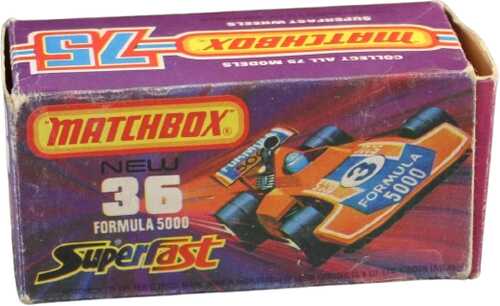 MATCHBOX
SUPERFAST WHEELS
75
COLLECT ALL 75 MODELS
MATCHBOX®
NEW
36
FORMULA 5000
Superfast
3
FORMULA
5000